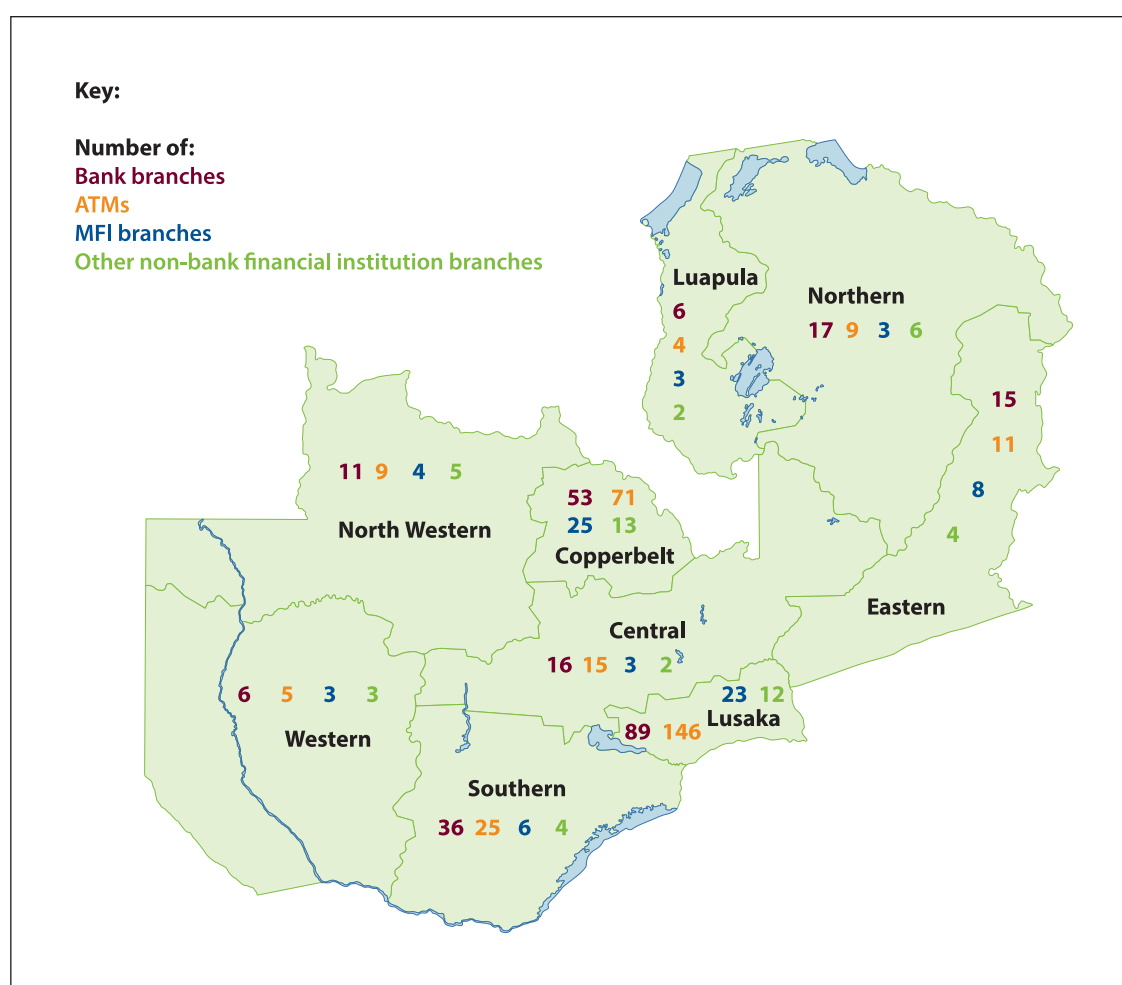 Key:
Number of:
Bank branches
ATMs
MFI branches
Other non-bank financial institution branches
Luapula
6
4
3
2
Northern
17 9 3 6
15
11
8
4
Eastern
11 9 4 5
North Western
53 71
25 13
Copperbelt
Central
16 15 3 2
23 12
Lusaka
89 146
6 5 3 3
Western
Southern
36 25 6 4